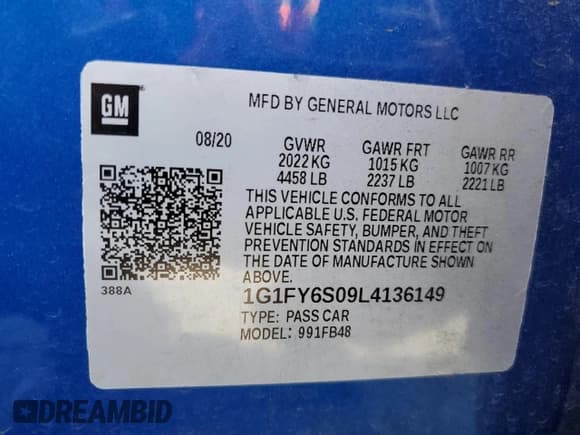 GM
MFD BY GENERAL MOTORS LLC
08/20 GVWR GAWR FRT GAWR RR
2022 KG 1015 KG 1007 KG
4458 LB 2237 LB 2221 LB
THIS VEHICLE CONFORMS TO ALL
APPLICABLE U.S. FEDERAL MOTOR
VEHICLE SAFETY, BUMPER, AND THEFT
PREVENTION STANDARDS IN EFFECT ON
THE DATE OF MANUFACTURE SHOWN
ABOVE.
388A
1G1FY6S09L4136149
TYPE: PASS CAR
MODEL: 991FB48
DREAMBID